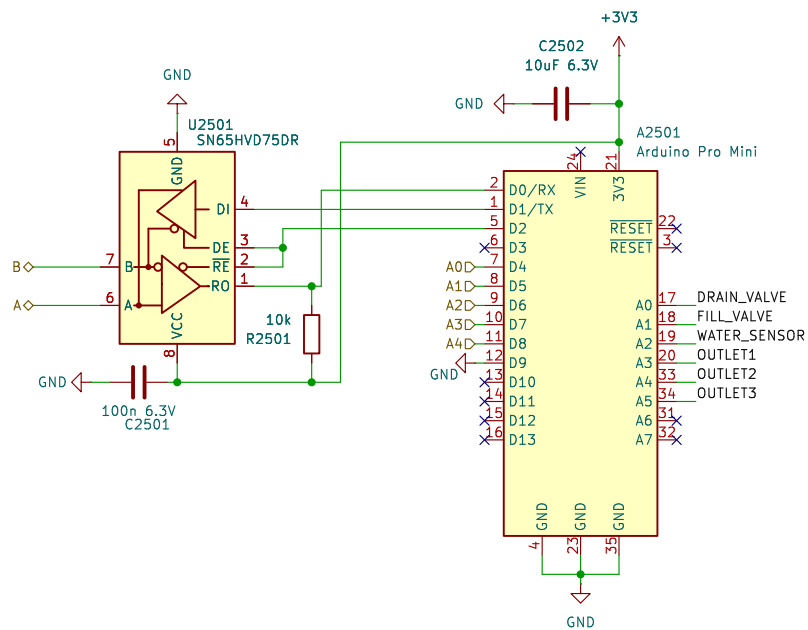 +3V3
C2502
10uF 6.3V
GND
GND
U2501
SN65HVD75DR
A2501
Arduino Pro Mini
5
GND
24
VIN
21
3V3
2 D0/RX
DI 4
1 D1/TX
5 D2
RESET 22
DE 3
6 D3
RESET 3
B 7 B
RE 2
A0 7 D4
RO 1
A1 8 D5
A 6 A
A2 9 D6
A0 17 DRAIN_VALVE
VCC
10k
A3 10 D7
A1 18 FILL_VALVE
R2501
A4 11 D8
A2 19 WATER_SENSOR
8
GND 12 D9
A3 20 OUTLET1
GND
13 D10
A4 33 OUTLET2
100n 6.3V
14 D11
A5 34 OUTLET3
C2501
15 D12
A6 31
16 D13
A7 32
GND
GND
GND
4
23
35
GND